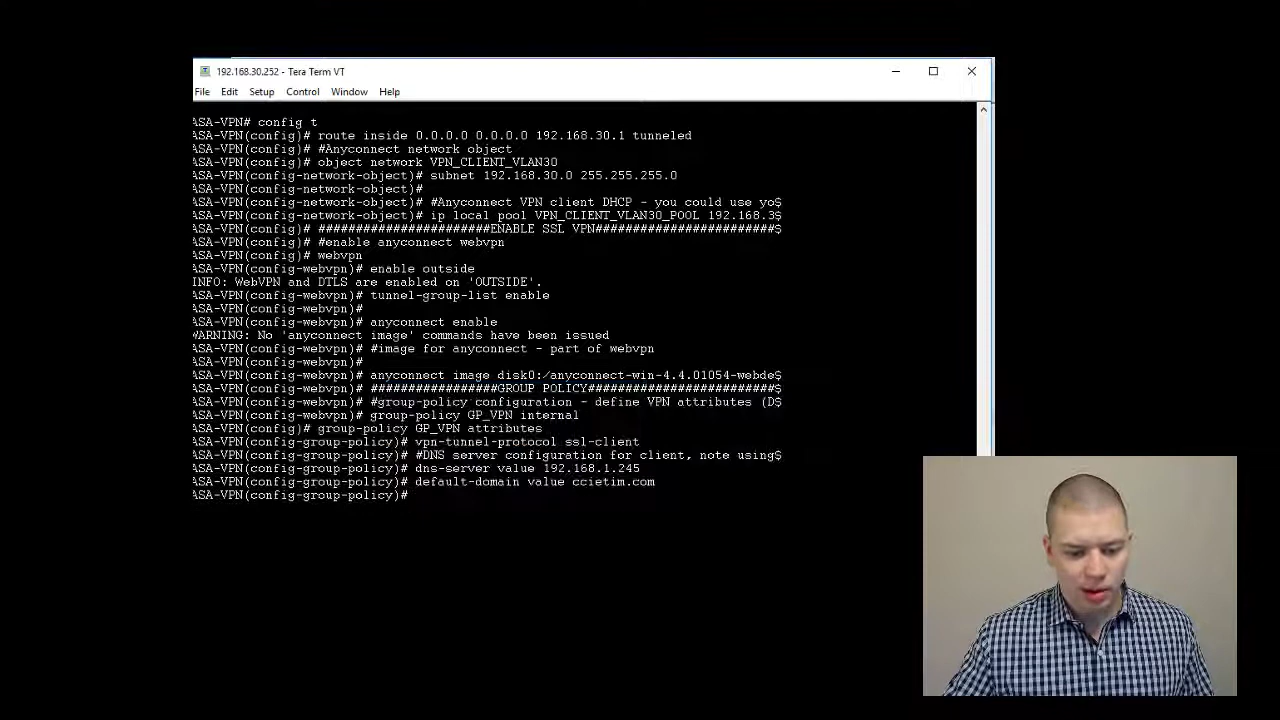 192.168.30.252 - Tera Term VT
File Edit Setup Control Window Help
ASA-VPN# config t
ASA-VPN(config)# route inside 0.0.0.0 0.0.0.0 192.168.30.1 tunneled
ASA-VPN(config)# #Anyconnect network object
ASA-VPN(config)# object network VPN_CLIENT_VLAN30
ASA-VPN(config-network-object)# subnet 192.168.30.0 255.255.255.0
ASA-VPN(config-network-object)#
ASA-VPN(config-network-object)# #Anyconnect VPN client DHCP - you could use yo$
ASA-VPN(config-network-object)# ip local pool VPN_CLIENT_VLAN30_POOL 192.168.3$
ASA-VPN(config)# #######################ENABLE SSL VPN########################$
ASA-VPN(config)# #enable anyconnect webvpn
ASA-VPN(config)# webvpn
ASA-VPN(config-webvpn)# enable outside
INFO: WebVPN and DTLS are enabled on 'OUTSIDE'.
ASA-VPN(config-webvpn)# tunnel-group-list enable
ASA-VPN(config-webvpn)#
ASA-VPN(config-webvpn)# anyconnect enable
WARNING: No 'anyconnect image' commands have been issued
ASA-VPN(config-webvpn)# #image for anyconnect - part of webvpn
ASA-VPN(config-webvpn)#
ASA-VPN(config-webvpn)# anyconnect image disk0:/anyconnect-win-4.4.01054-webde$
ASA-VPN(config-webvpn)# #################GROUP POLICY#########################$
ASA-VPN(config-webvpn)# #group-policy configuration - define VPN attributes (D$
ASA-VPN(config-webvpn)# group-policy GP_VPN internal
ASA-VPN(config)# group-policy GP_VPN attributes
ASA-VPN(config-group-policy)# vpn-tunnel-protocol ssl-client
ASA-VPN(config-group-policy)# #DNS server configuration for client, note using$
ASA-VPN(config-group-policy)# dns-server value 192.168.1.245
ASA-VPN(config-group-policy)# default-domain value ccietim.com
ASA-VPN(config-group-policy)#